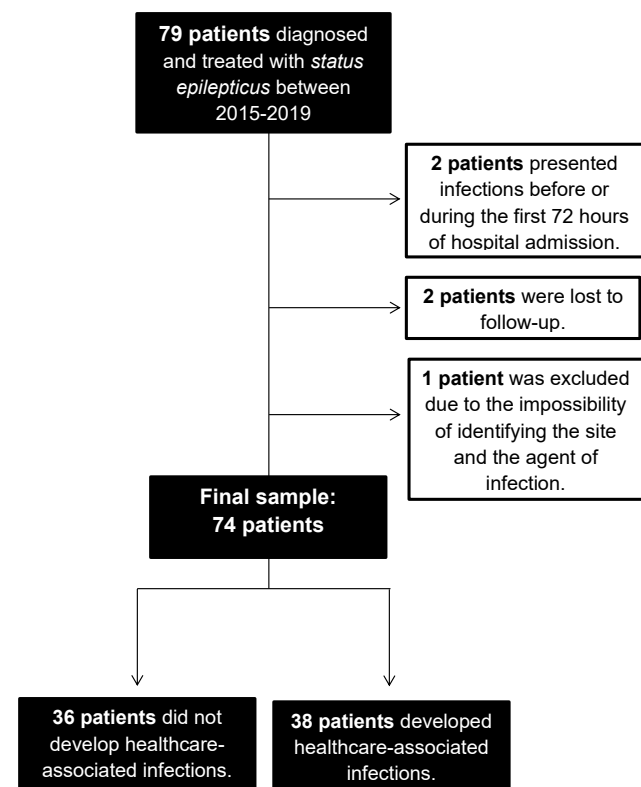 79 patients diagnosed
and treated with status
epilepticus between
2015-2019
2 patients presented
infections before or
during the first 72 hours
of hospital admission.
2 patients were lost to
follow-up.
1 patient was excluded
due to the impossibility
of identifying the site
and the agent of
infection.
Final sample:
74 patients
36 patients did not
develop healthcare-
associated infections.
38 patients developed
healthcare-associated
infections.